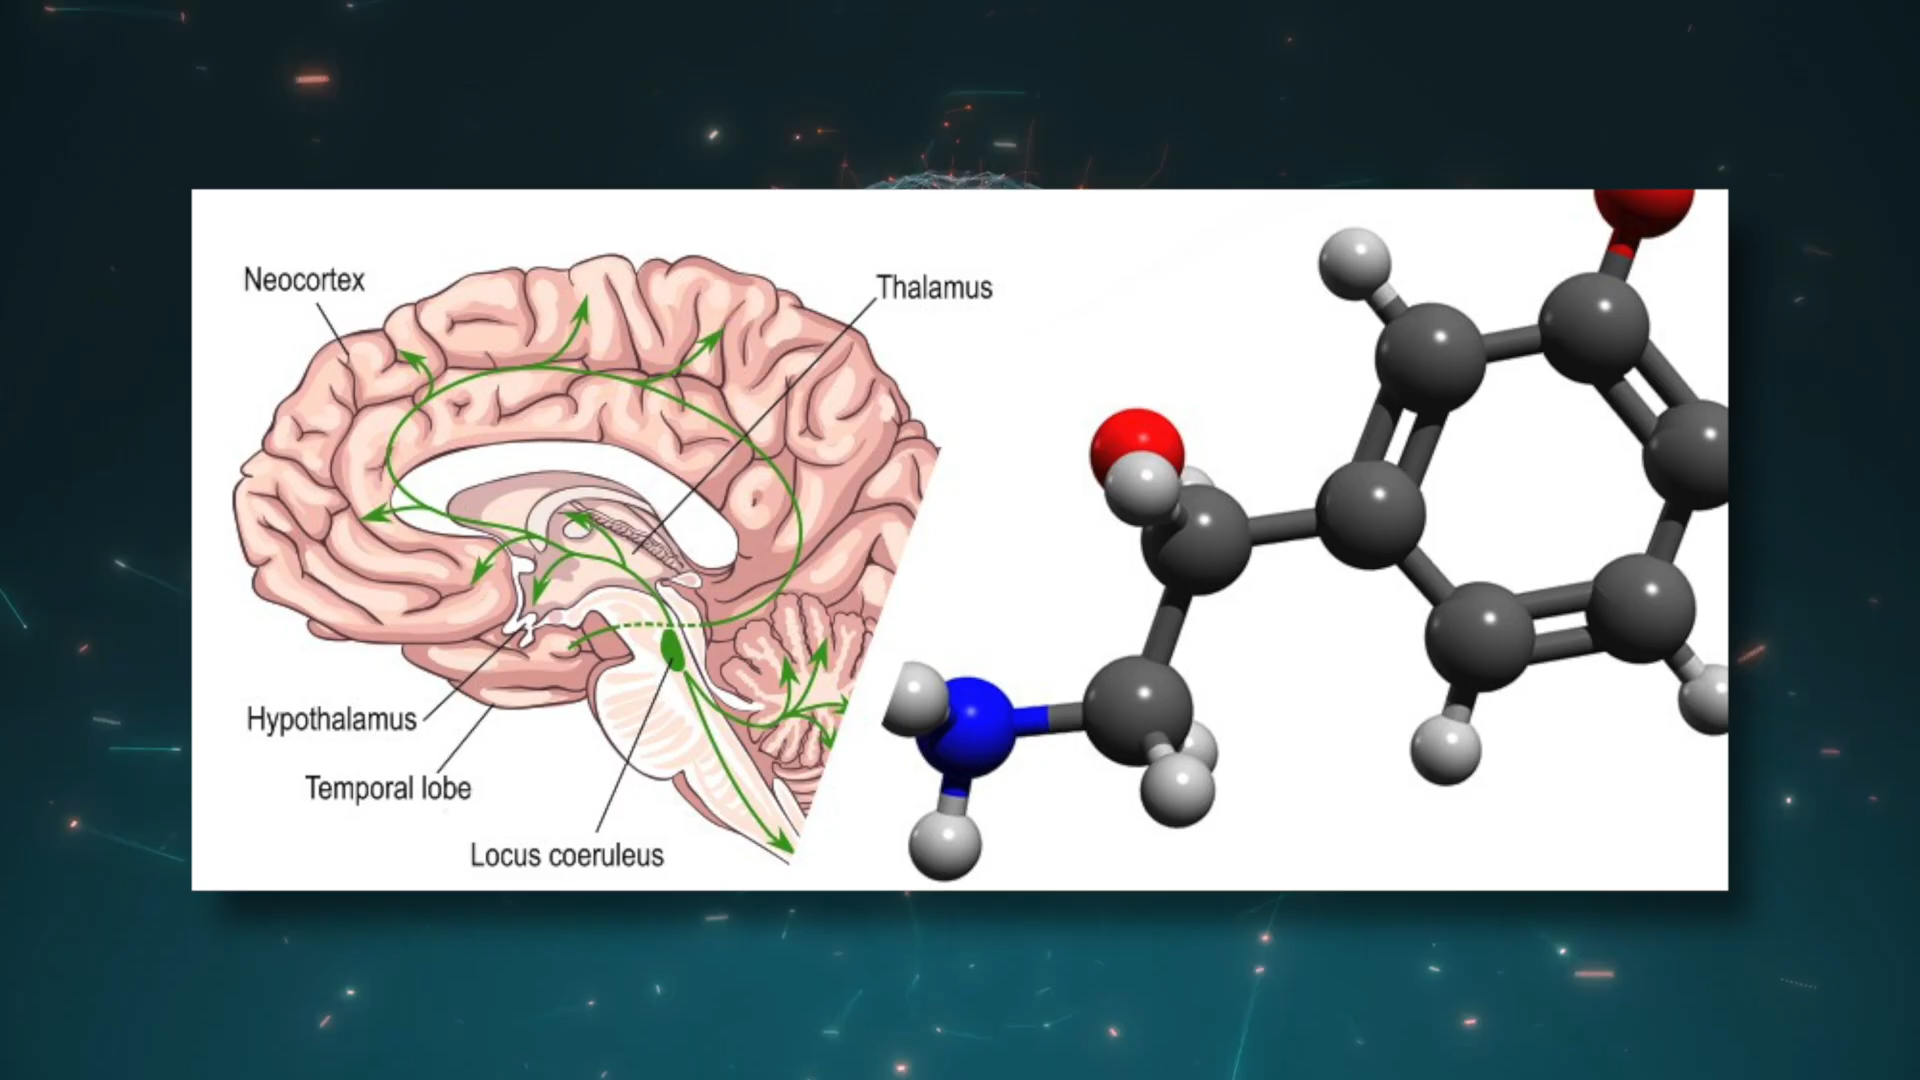 Neocortex
Thalamus
Hypothalamus
Temporal lobe
Locus coeruleus